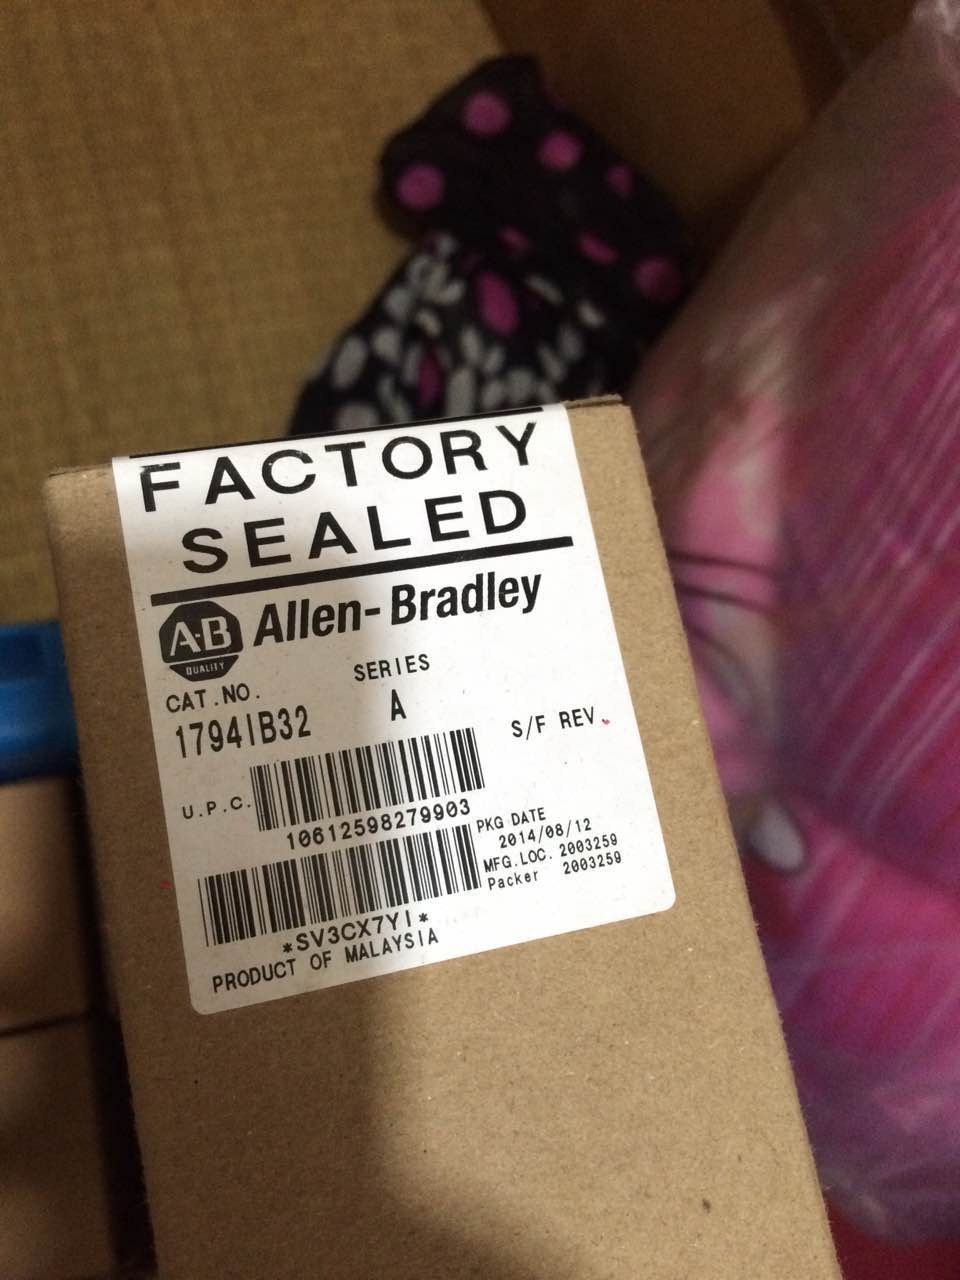 FACTORY
SEALED
A-B
QUALITY
Allen-Bradley
CAT.NO.
SERIES
1794IB32
A
S/F REV.
U.P.C.
10612598279903
PKG DATE
2014/08/12
MFG.LOC. 2003259
Packer 2003259
*SV3CX7YI*
PRODUCT OF MALAYSIA